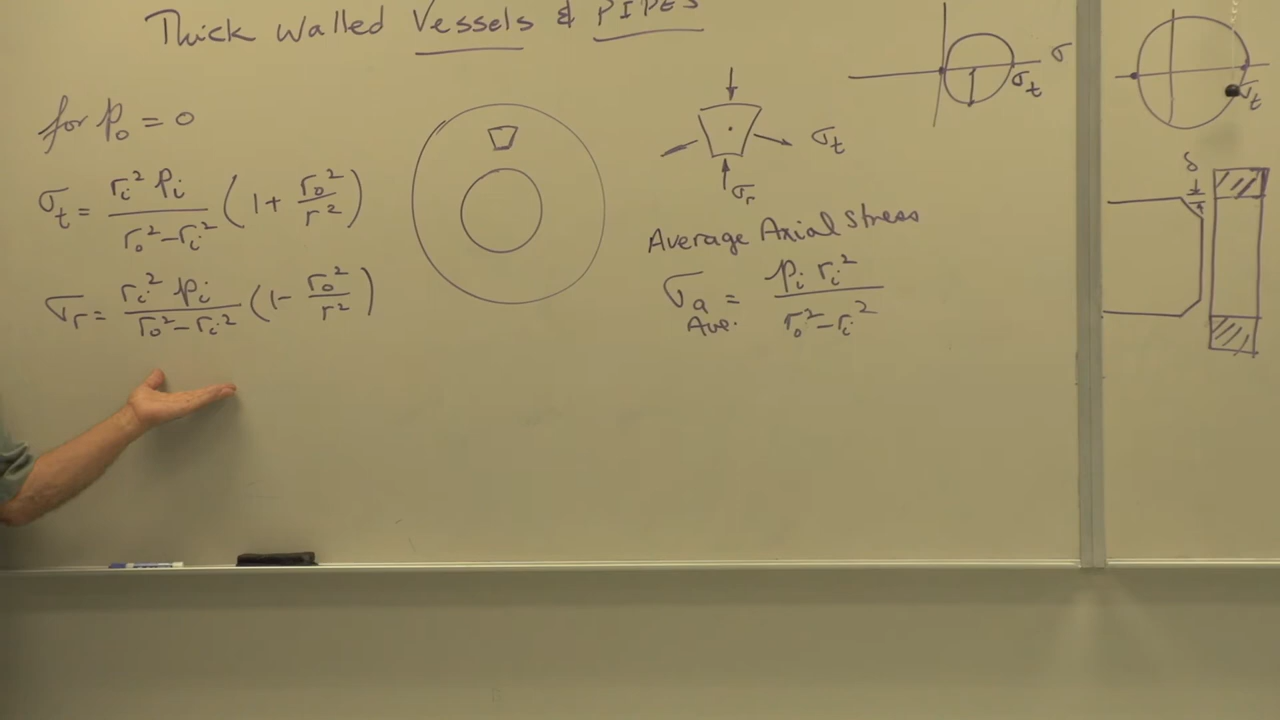 Thick Walled Vessels & PIPES
for P₀ = 0
σ_t = r_i² P_i / (r_o² - r_i²) (1 + r_o²/r²)
σ_r = r_i² P_i / (r_o² - r_i²) (1 - r_o²/r²)
σ_t
σ_r
Average Axial Stress
σ_a = P_i r_i² / (r_o² - r_i²)
Ave.
σ
σ_t
σ_t
δ